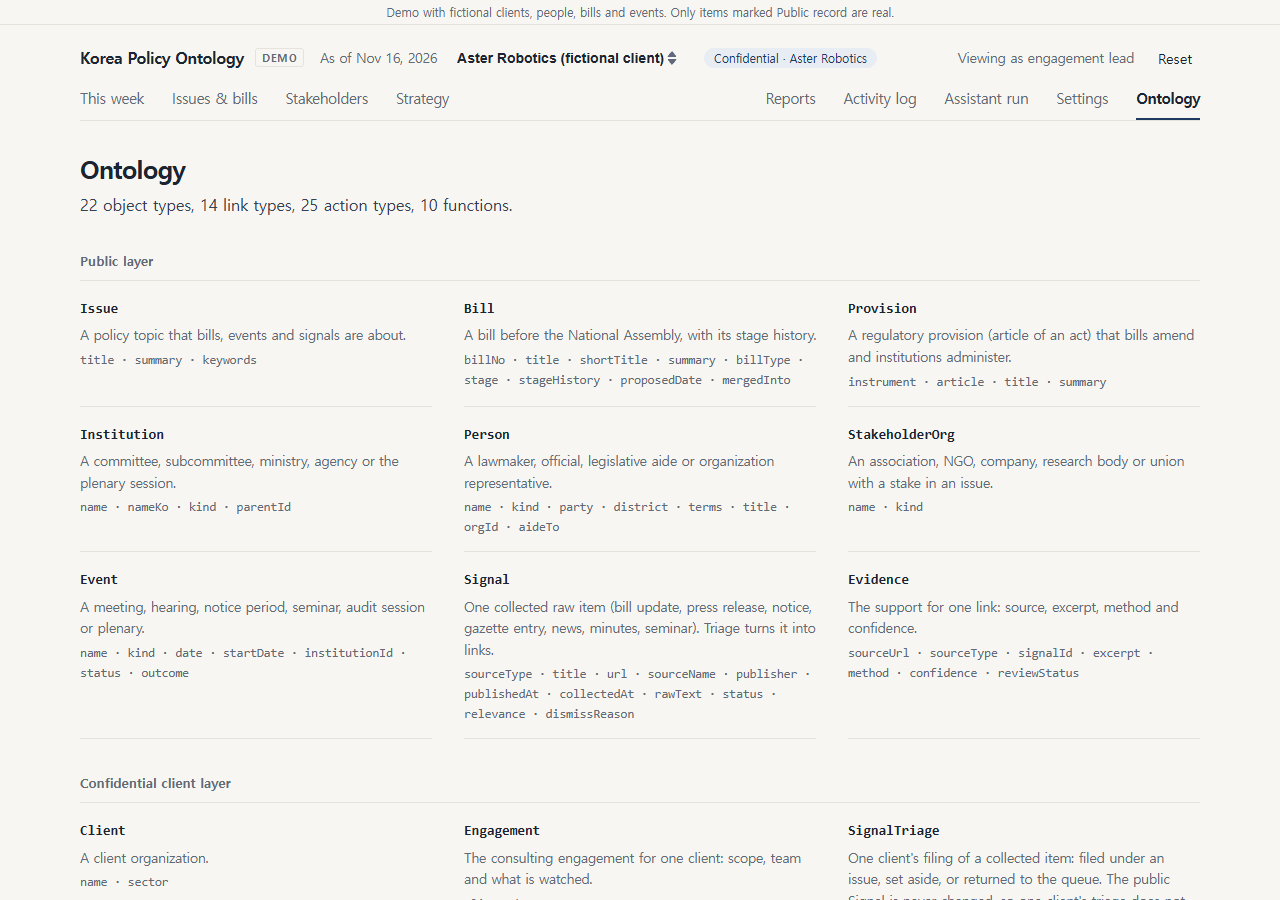 Demo with fictional clients, people, bills and events. Only items marked Public record are real.
Korea Policy Ontology DEMO As of Nov 16, 2026 Aster Robotics (fictional client) Confidential · Aster Robotics Viewing as engagement lead Reset
This week Issues & bills Stakeholders Strategy Reports Activity log Assistant run Settings Ontology
Ontology
22 object types, 14 link types, 25 action types, 10 functions.
Public layer
Issue
A policy topic that bills, events and signals are about.
title · summary · keywords
Bill
A bill before the National Assembly, with its stage history.
billNo · title · shortTitle · summary · billType ·
stage · stageHistory · proposedDate · mergedInto
Provision
A regulatory provision (article of an act) that bills amend
and institutions administer.
instrument · article · title · summary
Institution
A committee, subcommittee, ministry, agency or the
plenary session.
name · nameKo · kind · parentId
Person
A lawmaker, official, legislative aide or organization
representative.
name · kind · party · district · terms · title ·
orgId · aideTo
StakeholderOrg
An association, NGO, company, research body or union
with a stake in an issue.
name · kind
Event
A meeting, hearing, notice period, seminar, audit session
or plenary.
name · kind · date · startDate · institutionId ·
status · outcome
Signal
One collected raw item (bill update, press release, notice,
gazette entry, news, minutes, seminar). Triage turns it into
links.
sourceType · title · url · sourceName · publisher ·
publishedAt · collectedAt · rawText · status ·
relevance · dismissReason
Evidence
The support for one link: source, excerpt, method and
confidence.
sourceUrl · sourceType · signalId · excerpt ·
method · confidence · reviewStatus
Confidential client layer
Client
A client organization.
name · sector
Engagement
The consulting engagement for one client: scope, team
and what is watched.
SignalTriage
One client's filing of a collected item: filed under an
issue, set aside, or returned to the queue. The public